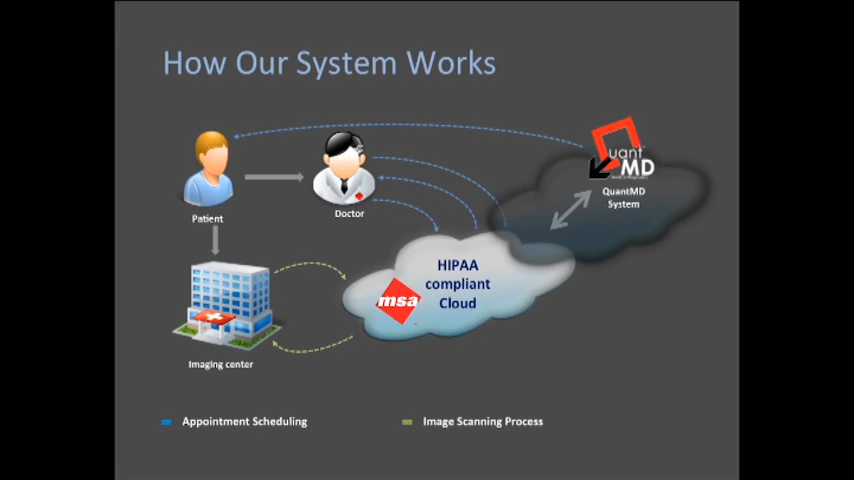 How Our System Works
uant
MD
QuantMD
System
Patient
Doctor
HIPAA
compliant
Cloud
msa
Imaging center
Appointment Scheduling
Image Scanning Process